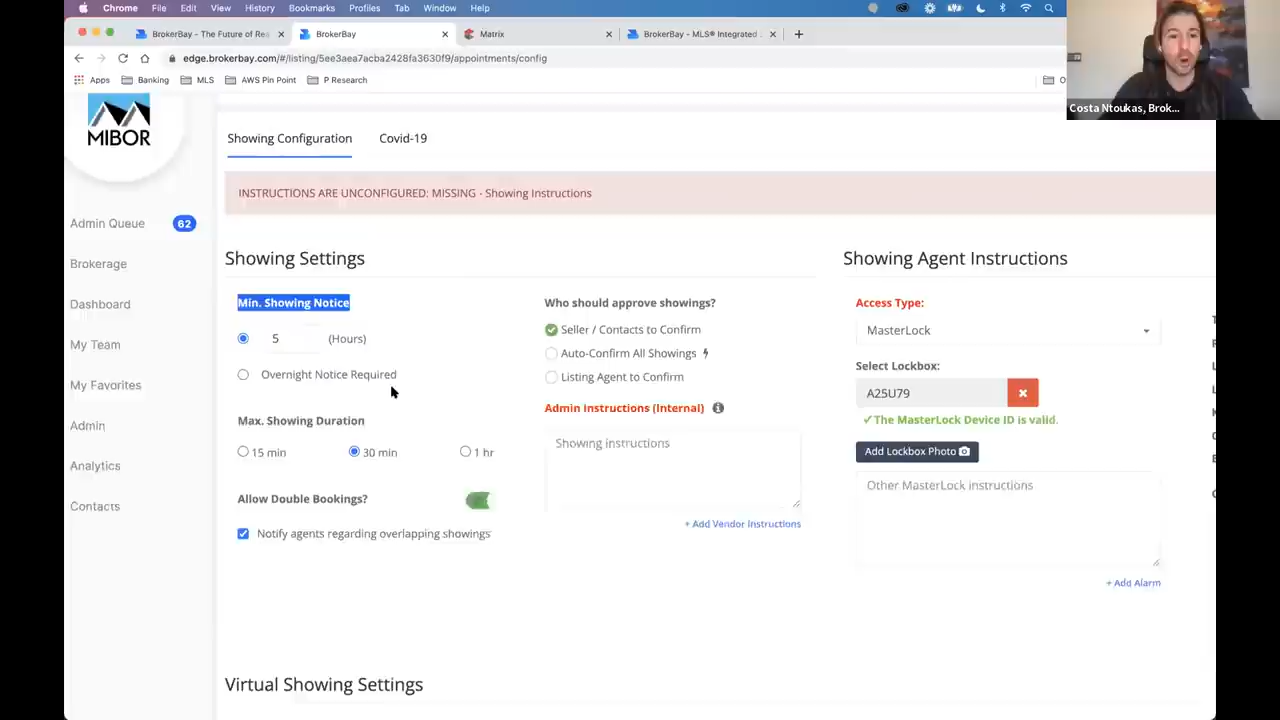 Chrome File Edit View History Bookmarks Profiles Tab Window Help
BrokerBay - The Future of Rea
BrokerBay
Matrix
BrokerBay - MLS® Integrated
edge.brokerbay.com/#/listing/5ee3aea7acba2428fa3630f9/appointments/config
Apps Banking MLS AWS Pin Point P Research
Costa Ntoukas, Brok...
MIBOR
Showing Configuration Covid-19
INSTRUCTIONS ARE UNCONFIGURED: MISSING - Showing Instructions
Admin Queue 62
Brokerage
Dashboard
My Team
My Favorites
Admin
Analytics
Contacts
Showing Settings
Min. Showing Notice
5 (Hours)
Overnight Notice Required
Max. Showing Duration
15 min 30 min 1 hr
Allow Double Bookings?
Notify agents regarding overlapping showings
Who should approve showings?
Seller / Contacts to Confirm
Auto-Confirm All Showings
Listing Agent to Confirm
Admin Instructions (Internal)
Showing instructions
+ Add Vendor Instructions
Showing Agent Instructions
Access Type:
MasterLock
Select Lockbox:
A25U79
✓The MasterLock Device ID is valid.
Add Lockbox Photo
Other MasterLock instructions
+ Add Alarm
Virtual Showing Settings